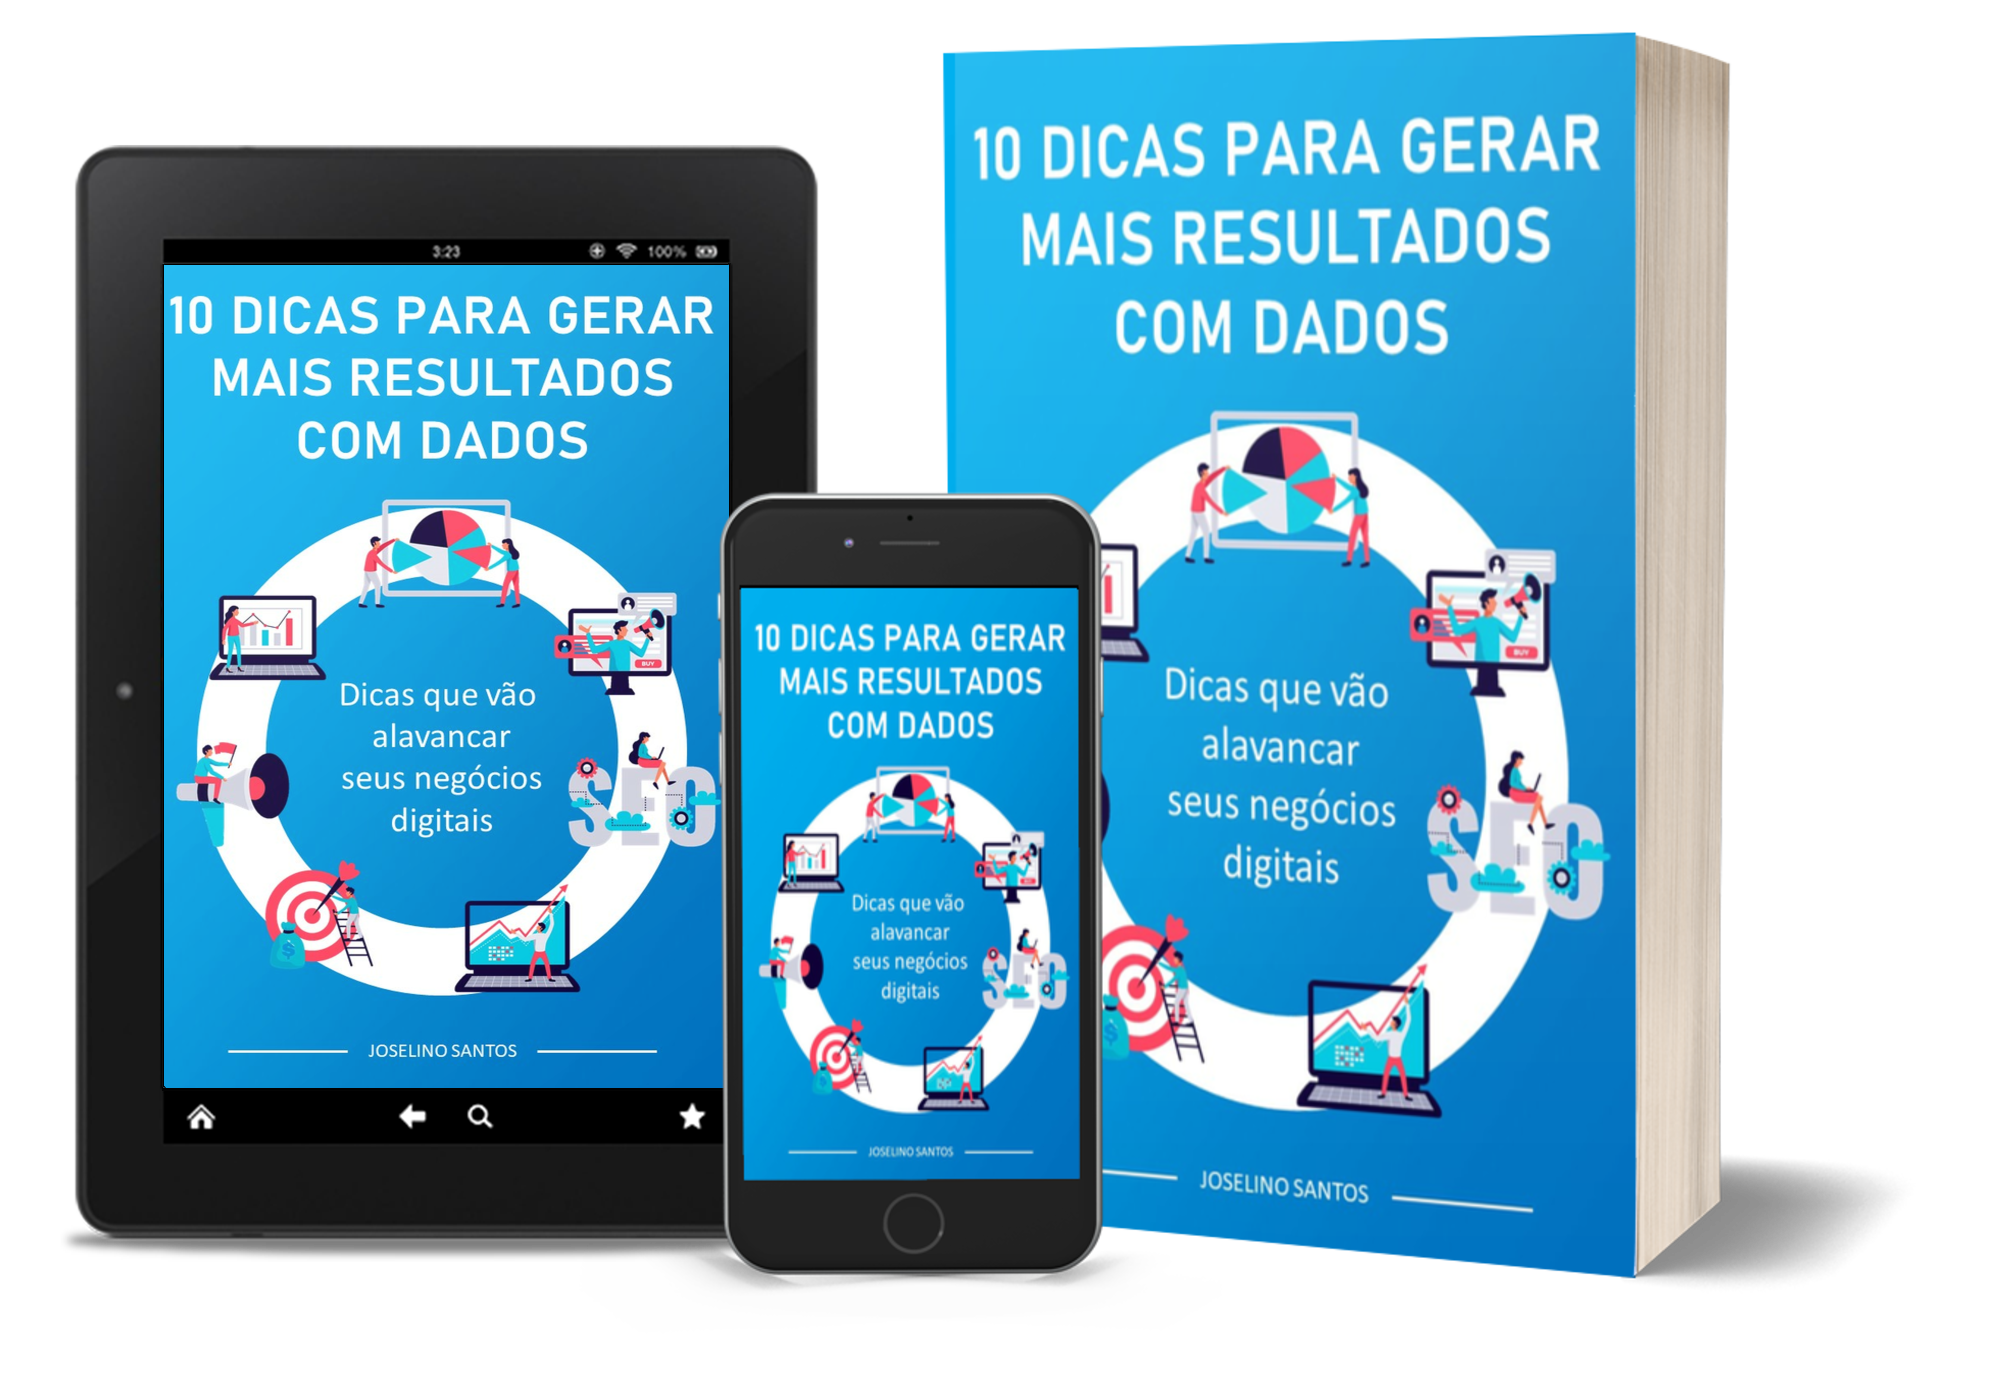 3:23
100%
10 DICAS PARA GERAR
MAIS RESULTADOS
COM DADOS
BUY
Dicas que vão
alavancar
seus negócios
digitais
SEO
JOSELINO SANTOS
10 DICAS PARA GERAR
MAIS RESULTADOS
COM DADOS
Dicas que vão
alavancar
seus negócios
digitais
SEO
JOSELINO SANTOS
10 DICAS PARA GERAR
MAIS RESULTADOS
COM DADOS
BUY
Dicas que vão
alavancar
seus negócios
digitais
SEO
JOSELINO SANTOS